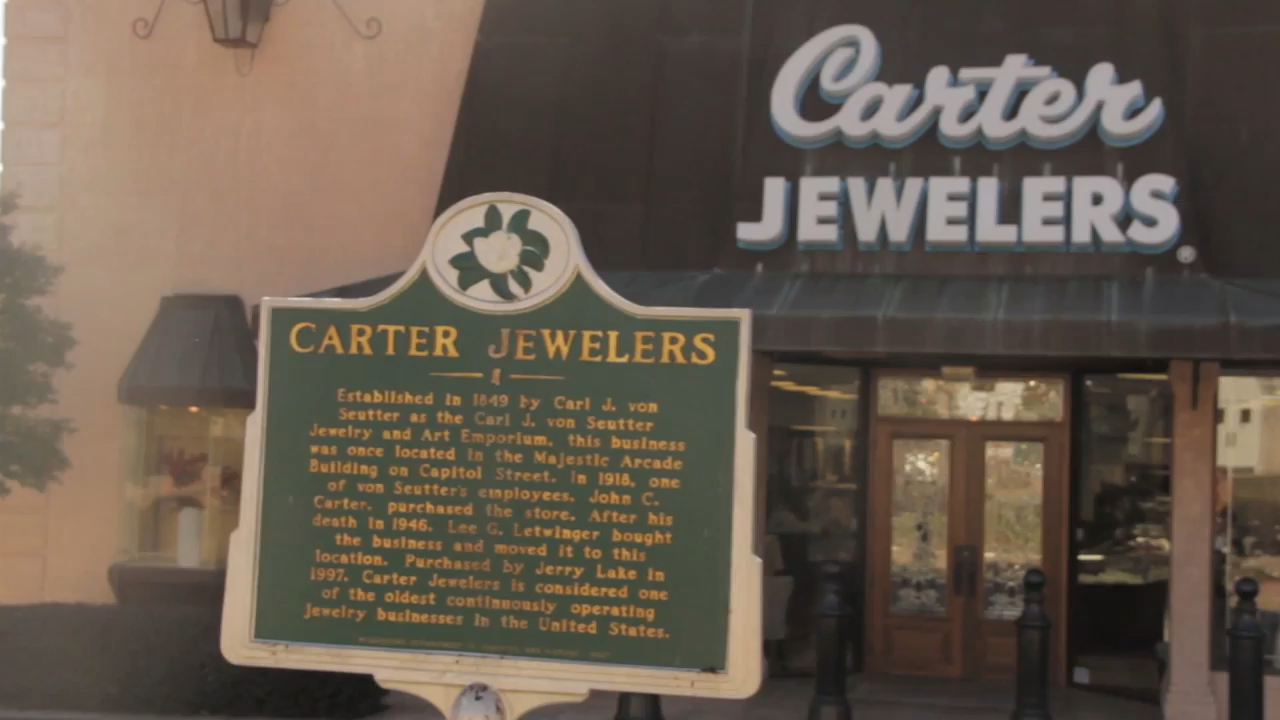 Carter
JEWELERS
CARTER JEWELERS
Established in 1849 by Carl J. von
Seutter as the Carl J. von Seutter
Jewelry and Art Emporium, this business
was once located in the Majestic Arcade
Building on Capitol Street. In 1918, one
of von Seutter's employees, John C.
Carter, purchased the store. After his
death in 1946, Lee G. Letwinger bought
the business and moved it to this
location. Purchased by Jerry Lake in
1997, Carter Jewelers is considered one
of the oldest continuously operating
jewelry businesses in the United States.